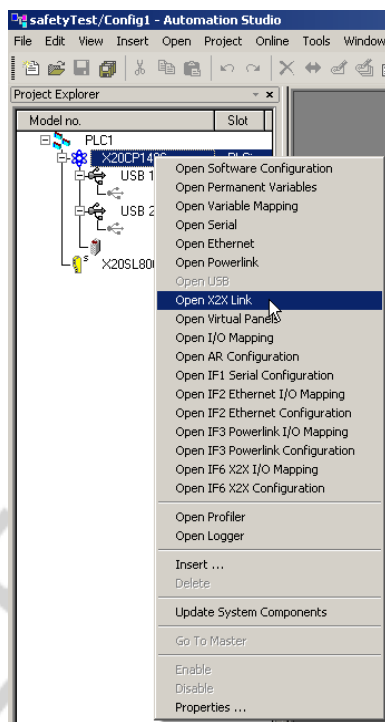 safetyTest/Config1 - Automation Studio
File Edit View Insert Open Project Online Tools Window
Project Explorer
Model no. Slot
PLC1
USB 1
USB 2
Open Software Configuration
Open Permanent Variables
Open Variable Mapping
Open Serial
Open Ethernet
Open Powerlink
Open USB
Open X2X Link
Open Virtual Panels
Open I/O Mapping
Open AR Configuration
Open IF1 Serial Configuration
Open IF2 Ethernet I/O Mapping
Open IF2 Ethernet Configuration
Open IF3 Powerlink I/O Mapping
Open IF3 Powerlink Configuration
Open IF6 X2X I/O Mapping
Open IF6 X2X Configuration
Open Profiler
Open Logger
Insert ...
Delete
Update System Components
Go To Master
Enable
Disable
Properties ...